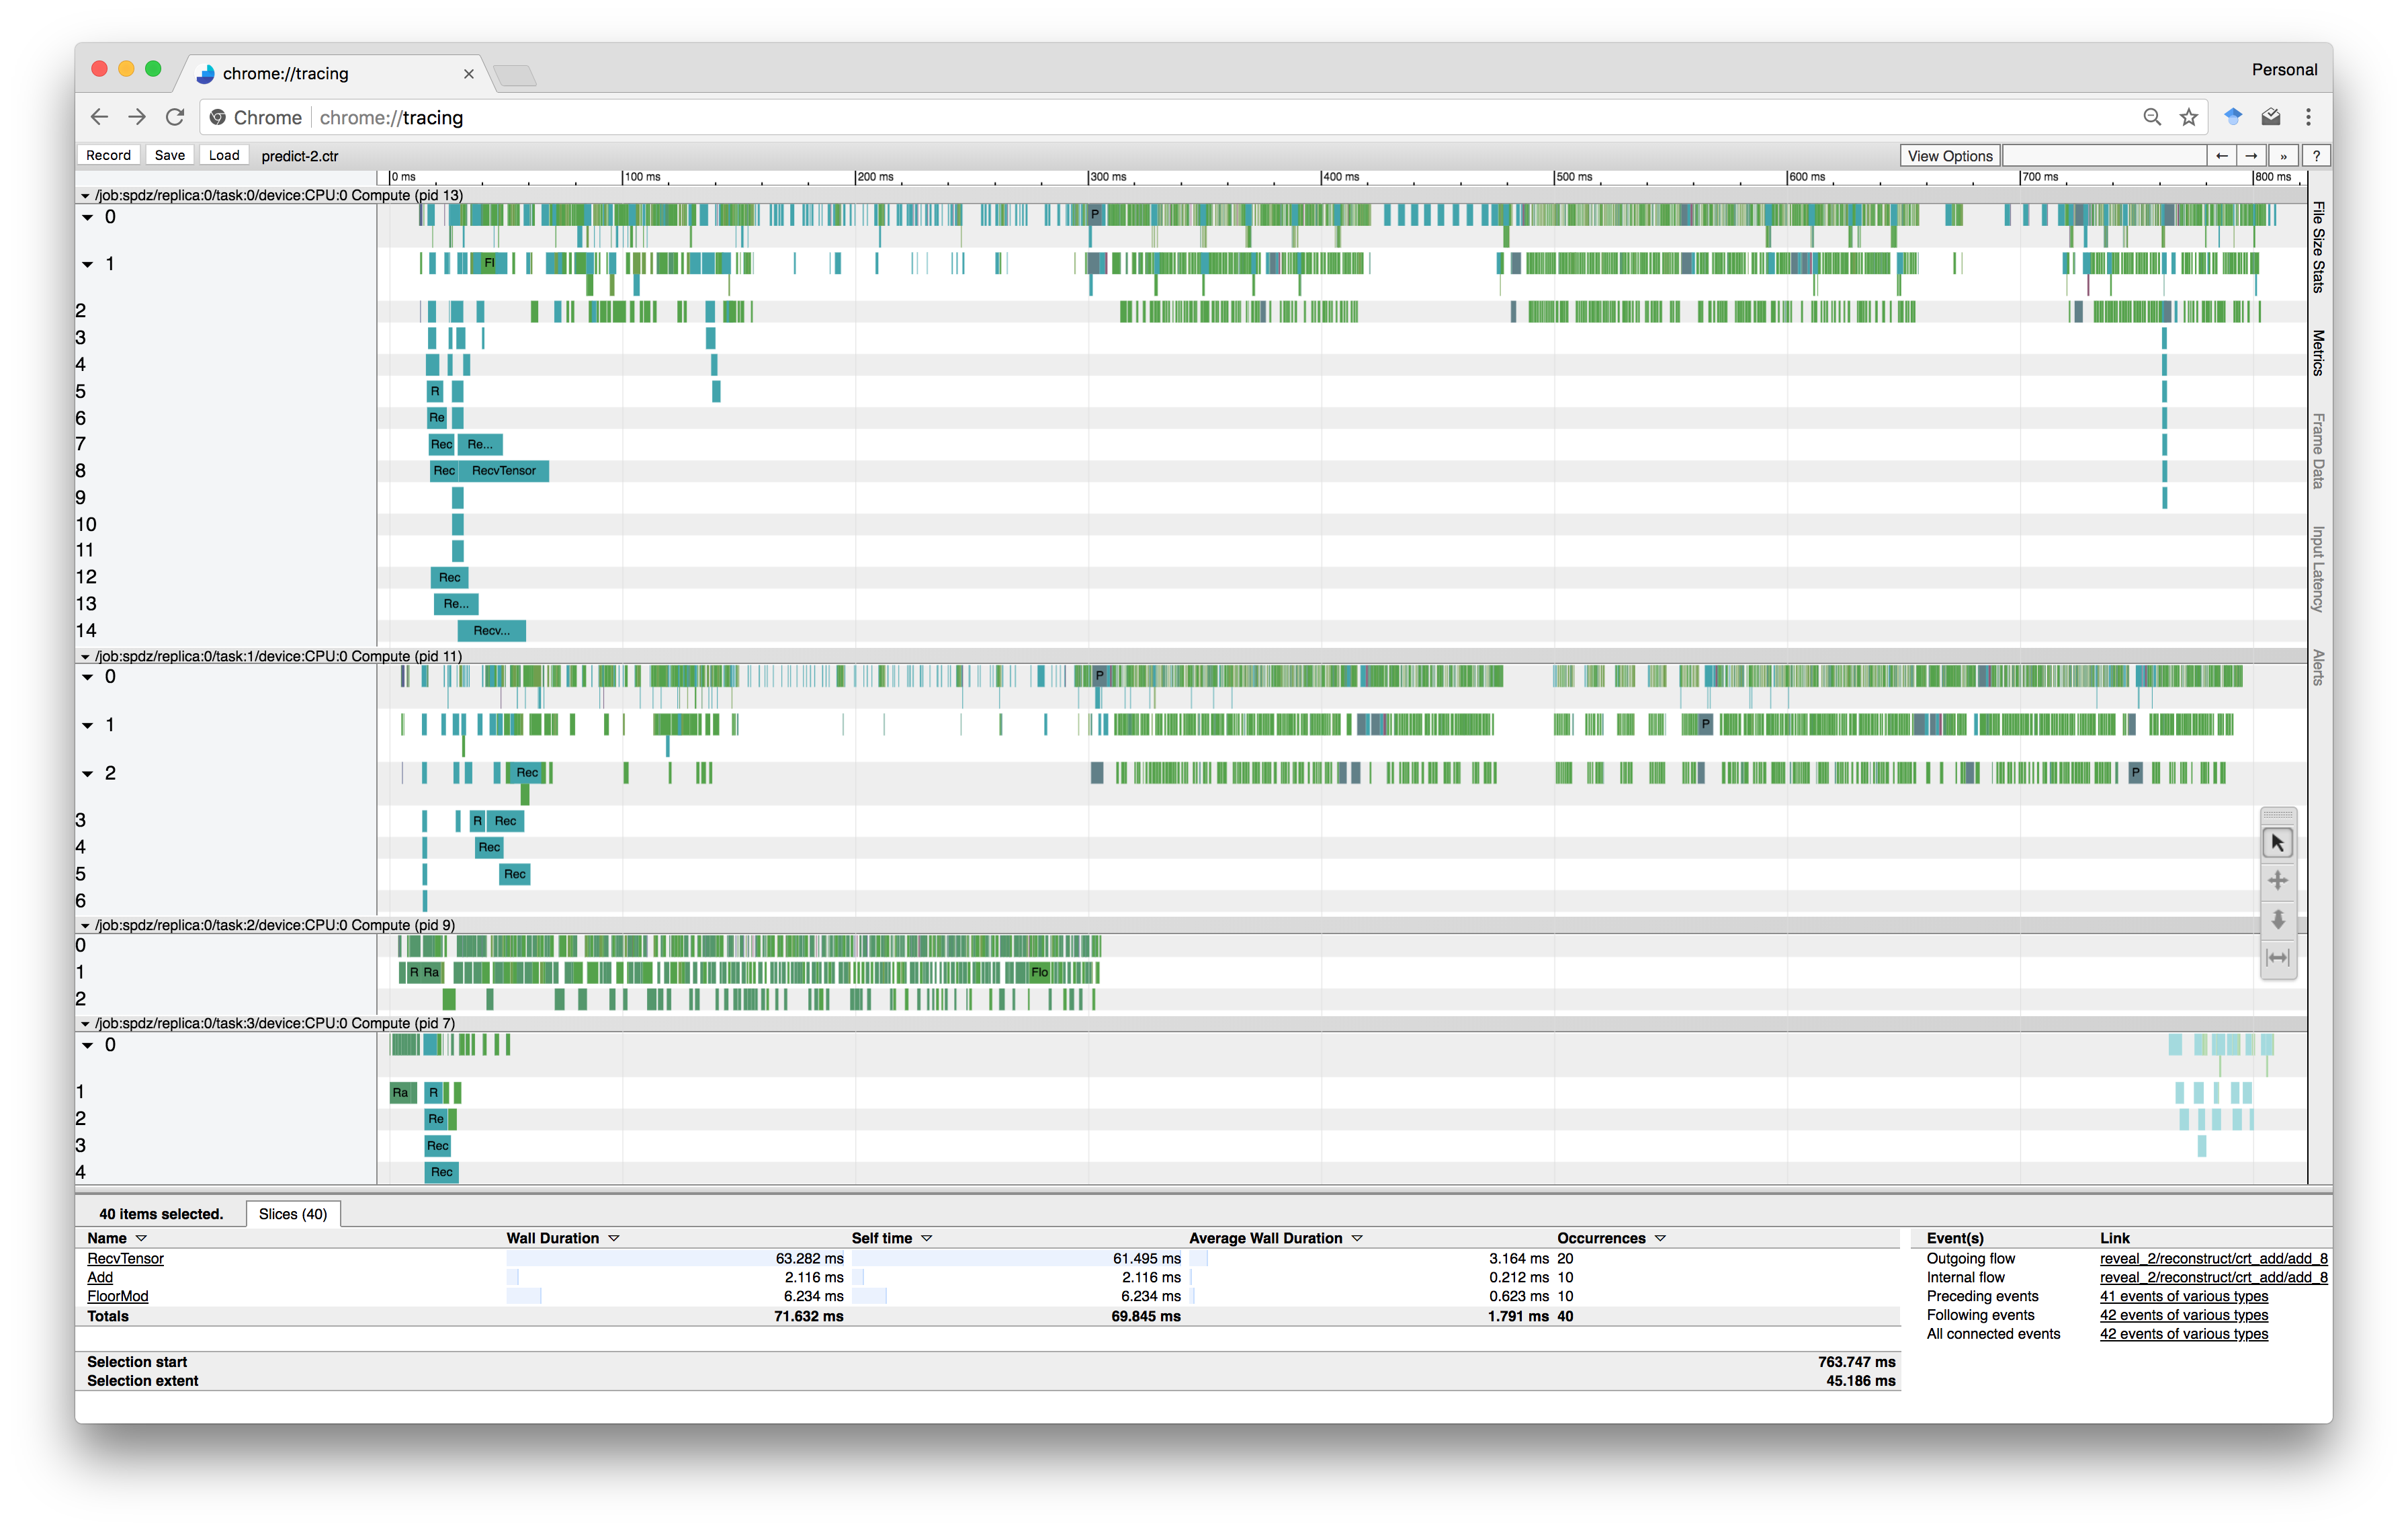 chrome://tracing
Personal
Chrome chrome://tracing
Record Save Load predict-2.ctr View Options ← → » ?
0 ms 100 ms 200 ms 300 ms 400 ms 500 ms 600 ms 700 ms 800 ms
/job:spdz/replica:0/task:0/device:CPU:0 Compute (pid 13)
0 P
1 Fl
2
3
4
5 R
6 Re
7 Rec Re...
8 Rec RecvTensor
9
10
11
12 Rec
13 Re...
14 Recv...
/job:spdz/replica:0/task:1/device:CPU:0 Compute (pid 11)
0 P
1 P
2 Rec P
3 R Rec
4 Rec
5 Rec
6
/job:spdz/replica:0/task:2/device:CPU:0 Compute (pid 9)
0
1 R Ra Flo
2
/job:spdz/replica:0/task:3/device:CPU:0 Compute (pid 7)
0
1 Ra R
2 Re
3 Rec
4 Rec
File Size Stats
Metrics
Frame Data
Input Latency
Alerts
40 items selected. Slices (40)
Name Wall Duration Self time Average Wall Duration Occurrences
RecvTensor 63.282 ms 61.495 ms 3.164 ms 20
Add 2.116 ms 2.116 ms 0.212 ms 10
FloorMod 6.234 ms 6.234 ms 0.623 ms 10
Totals 71.632 ms 69.845 ms 1.791 ms 40
Selection start 763.747 ms
Selection extent 45.186 ms
Event(s) Link
Outgoing flow reveal_2/reconstruct/crt_add/add_8
Internal flow reveal_2/reconstruct/crt_add/add_8
Preceding events 41 events of various types
Following events 42 events of various types
All connected events 42 events of various types